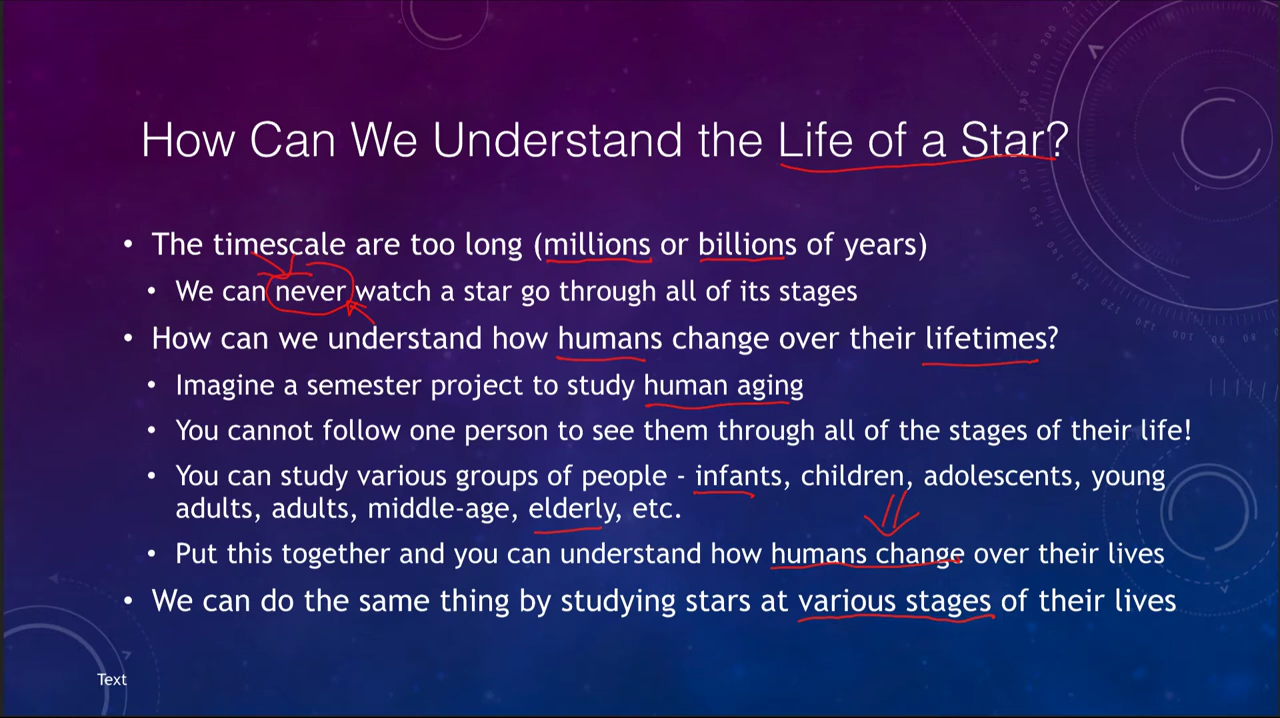 How Can We Understand the Life of a Star?
• The timescale are too long (millions or billions of years)
• We can never watch a star go through all of its stages
• How can we understand how humans change over their lifetimes?
• Imagine a semester project to study human aging
• You cannot follow one person to see them through all of the stages of their life!
• You can study various groups of people - infants, children, adolescents, young
adults, adults, middle-age, elderly, etc.
• Put this together and you can understand how humans change over their lives
• We can do the same thing by studying stars at various stages of their lives
Text